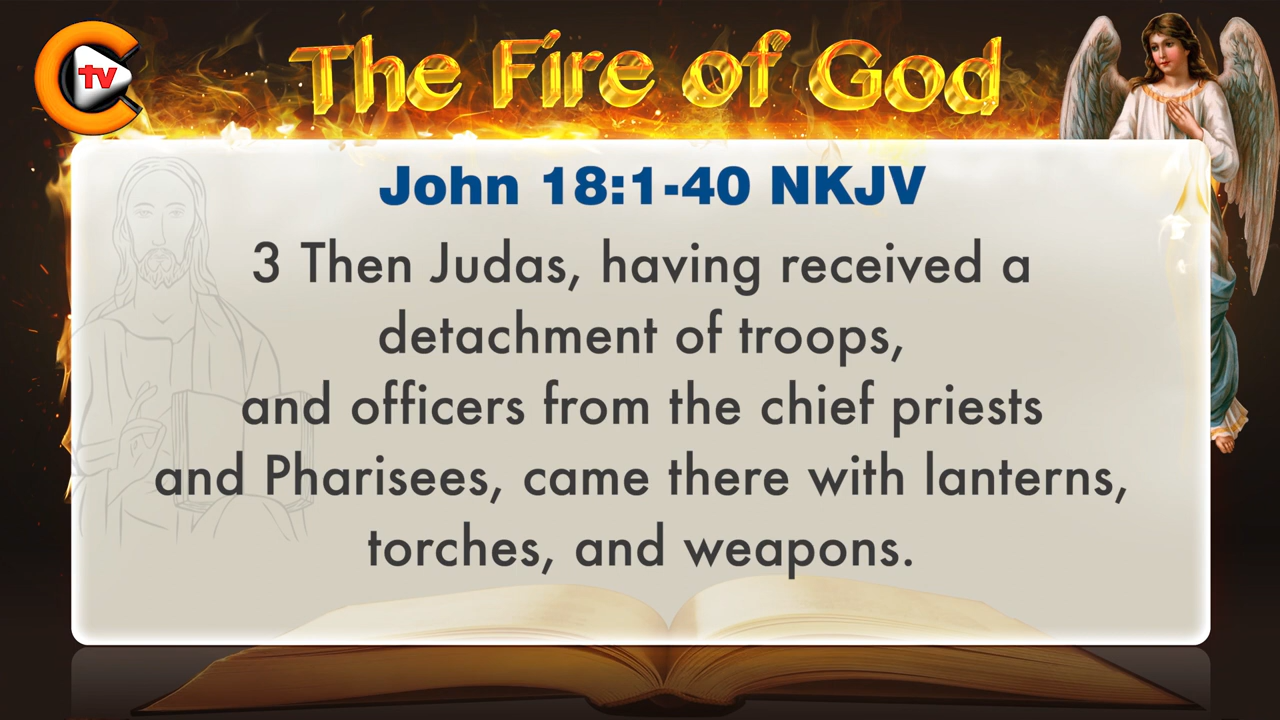 tv
The Fire of God
John 18:1-40 NKJV
3 Then Judas, having received a
detachment of troops,
and officers from the chief priests
and Pharisees, came there with lanterns,
torches, and weapons.